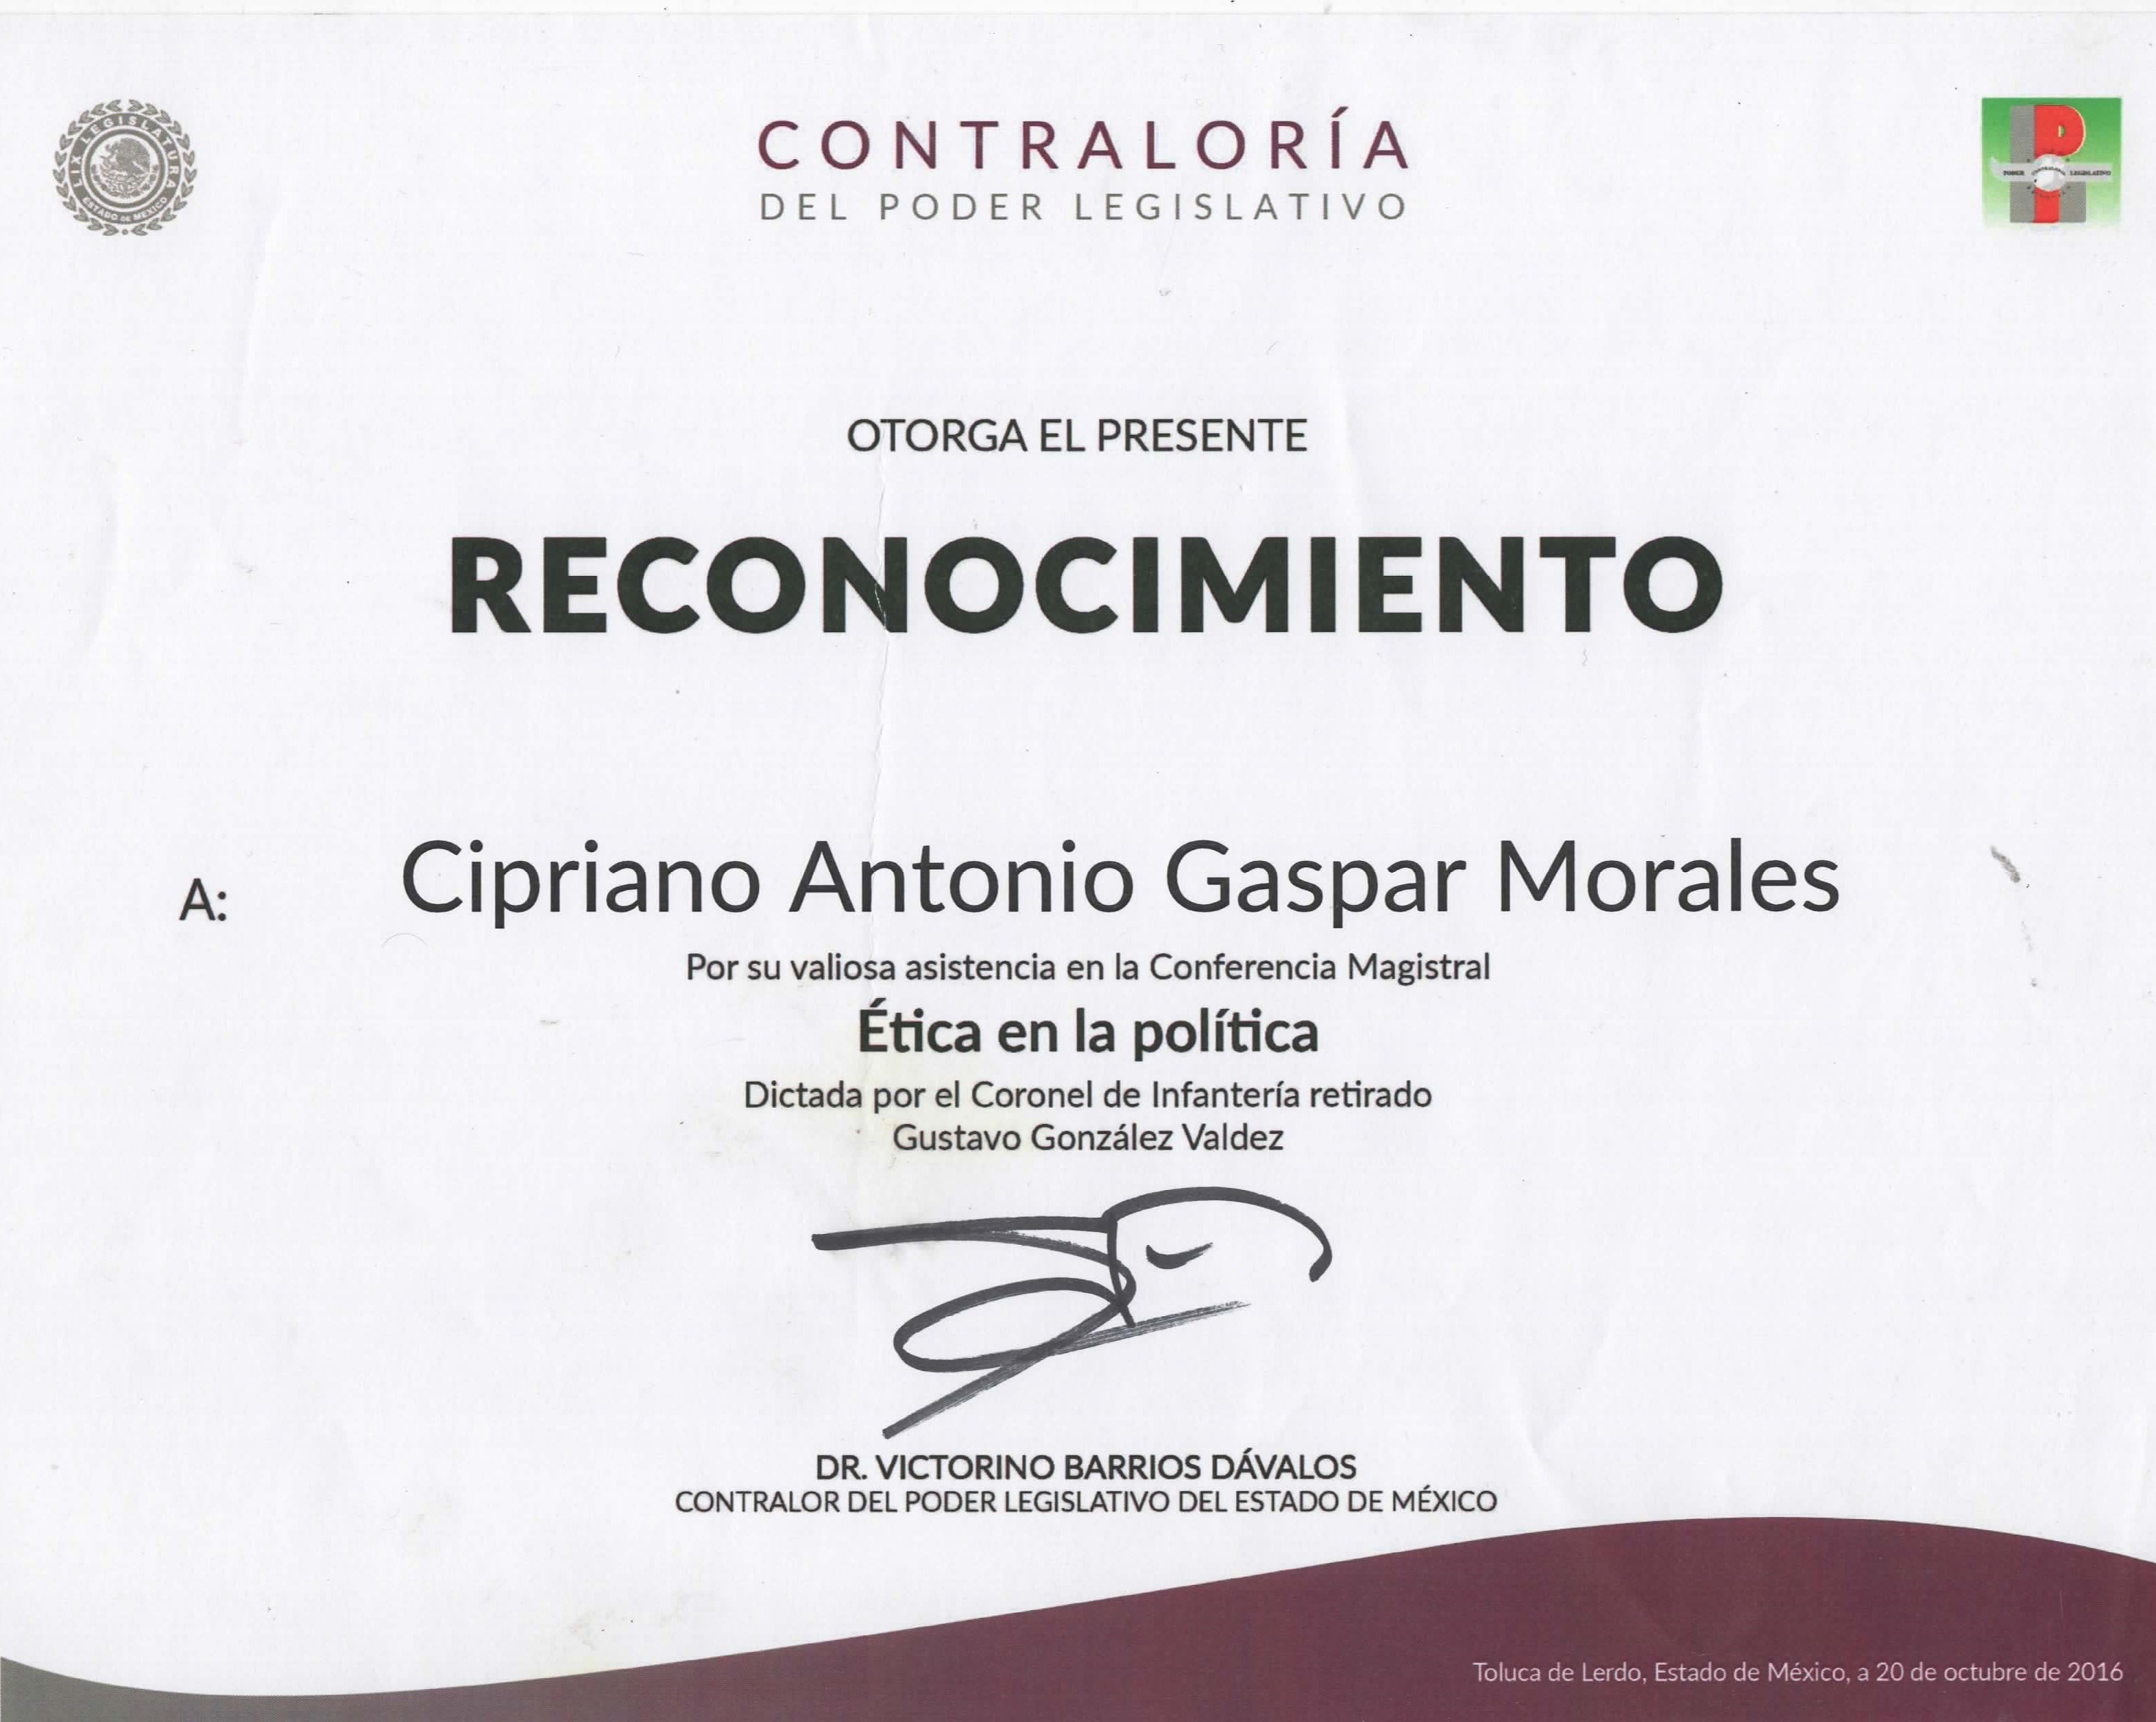 LIX LEGISLATURA
ESTADO DE MÉXICO
CONTRALORÍA
DEL PODER LEGISLATIVO
PODER CONTRALORÍA LEGISLATIVO
OTORGA EL PRESENTE
RECONOCIMIENTO
A: Cipriano Antonio Gaspar Morales
Por su valiosa asistencia en la Conferencia Magistral
Ética en la política
Dictada por el Coronel de Infantería retirado
Gustavo González Valdez
DR. VICTORINO BARRIOS DÁVALOS
CONTRALOR DEL PODER LEGISLATIVO DEL ESTADO DE MÉXICO
Toluca de Lerdo, Estado de México, a 20 de octubre de 2016